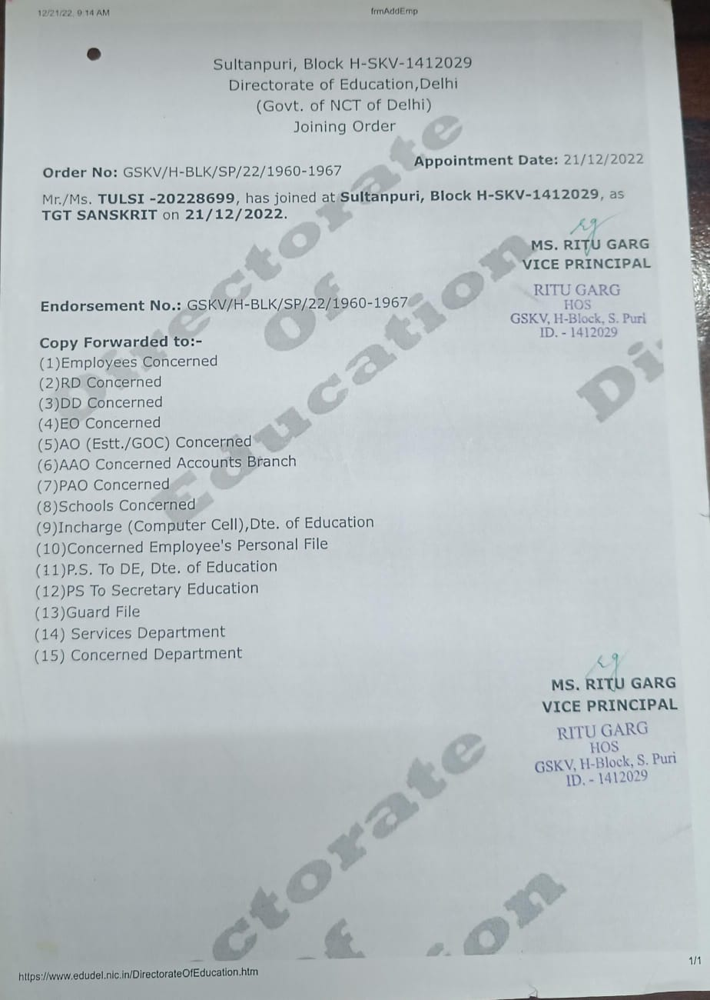 12/21/22, 9:14 AM
frmAddEmp
Sultanpuri, Block H-SKV-1412029
Directorate of Education,Delhi
(Govt. of NCT of Delhi)
Joining Order
Order No: GSKV/H-BLK/SP/22/1960-1967
Appointment Date: 21/12/2022
Mr./Ms. TULSI -20228699, has joined at Sultanpuri, Block H-SKV-1412029, as
TGT SANSKRIT on 21/12/2022.
MS. RITU GARG
VICE PRINCIPAL
RITU GARG
HOS
GSKV, H-Block, S. Puri
ID. - 1412029
Endorsement No.: GSKV/H-BLK/SP/22/1960-1967
Copy Forwarded to:-
(1)Employees Concerned
(2)RD Concerned
(3)DD Concerned
(4)EO Concerned
(5)AO (Estt./GOC) Concerned
(6)AAO Concerned Accounts Branch
(7)PAO Concerned
(8)Schools Concerned
(9)Incharge (Computer Cell),Dte. of Education
(10)Concerned Employee's Personal File
(11)P.S. To DE, Dte. of Education
(12)PS To Secretary Education
(13)Guard File
(14) Services Department
(15) Concerned Department
MS. RITU GARG
VICE PRINCIPAL
RITU GARG
HOS
GSKV, H-Block, S. Puri
ID. - 1412029
Directorate
Of
Education
Di
ctorate
of
on
https://www.edudel.nic.in/DirectorateOfEducation.htm
1/1